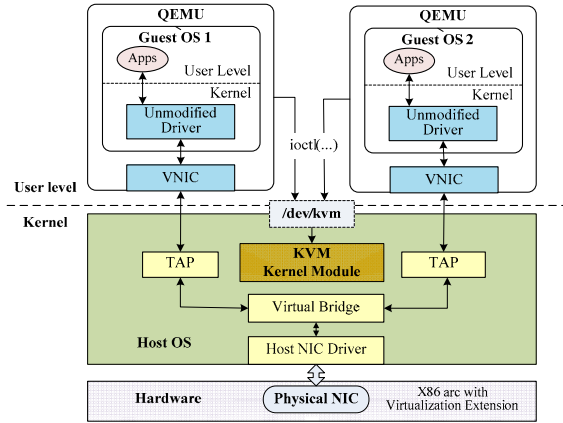 QEMU
Guest OS 1
Apps
User Level
Kernel
Unmodified
Driver
VNIC
QEMU
Guest OS 2
Apps
User Level
Kernel
Unmodified
Driver
VNIC
ioctl(...)
User level
Kernel
/dev/kvm
KVM
Kernel Module
TAP
TAP
Virtual Bridge
Host NIC Driver
Host OS
Hardware
Physical NIC
X86 arc with
Virtualization Extension